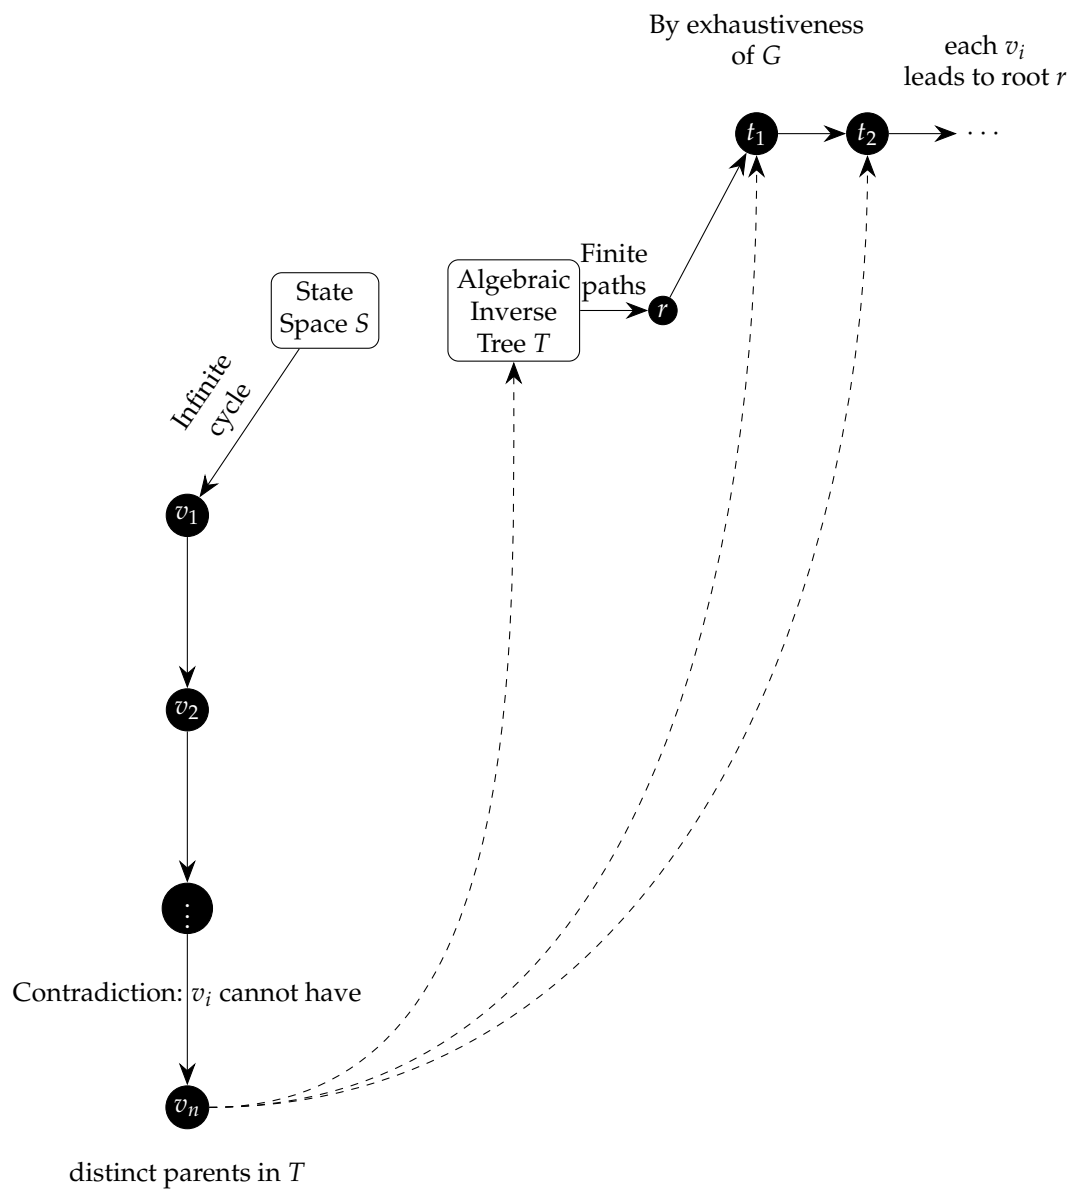 By exhaustiveness
of G
each v_i
leads to root r
t_1
t_2
...
Finite
paths
r
Algebraic
Inverse
Tree T
State
Space S
Infinite
cycle
v_1
v_2
⋮
Contradiction: v_i cannot have
v_n
distinct parents in T